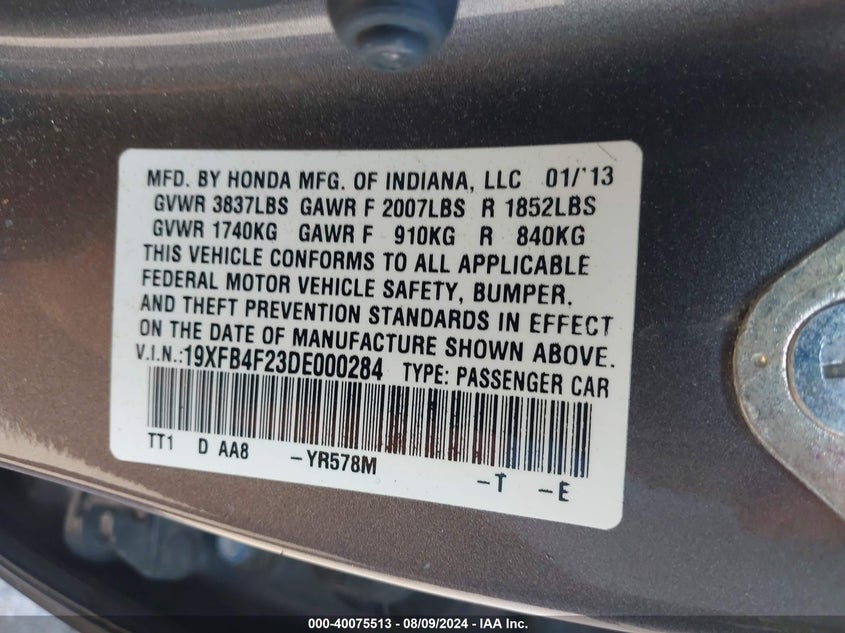 MFD. BY HONDA MFG. OF INDIANA, LLC 01/'13
GVWR 3837LBS GAWR F 2007LBS R 1852LBS
GVWR 1740KG GAWR F 910KG R 840KG
THIS VEHICLE CONFORMS TO ALL APPLICABLE
FEDERAL MOTOR VEHICLE SAFETY, BUMPER,
AND THEFT PREVENTION STANDARDS IN EFFECT
ON THE DATE OF MANUFACTURE SHOWN ABOVE.
V.I.N.:19XFB4F23DE000284 TYPE: PASSENGER CAR
TT1 D AA8 -YR578M -T -E
000-40075513 - 08/09/2024 - IAA Inc.